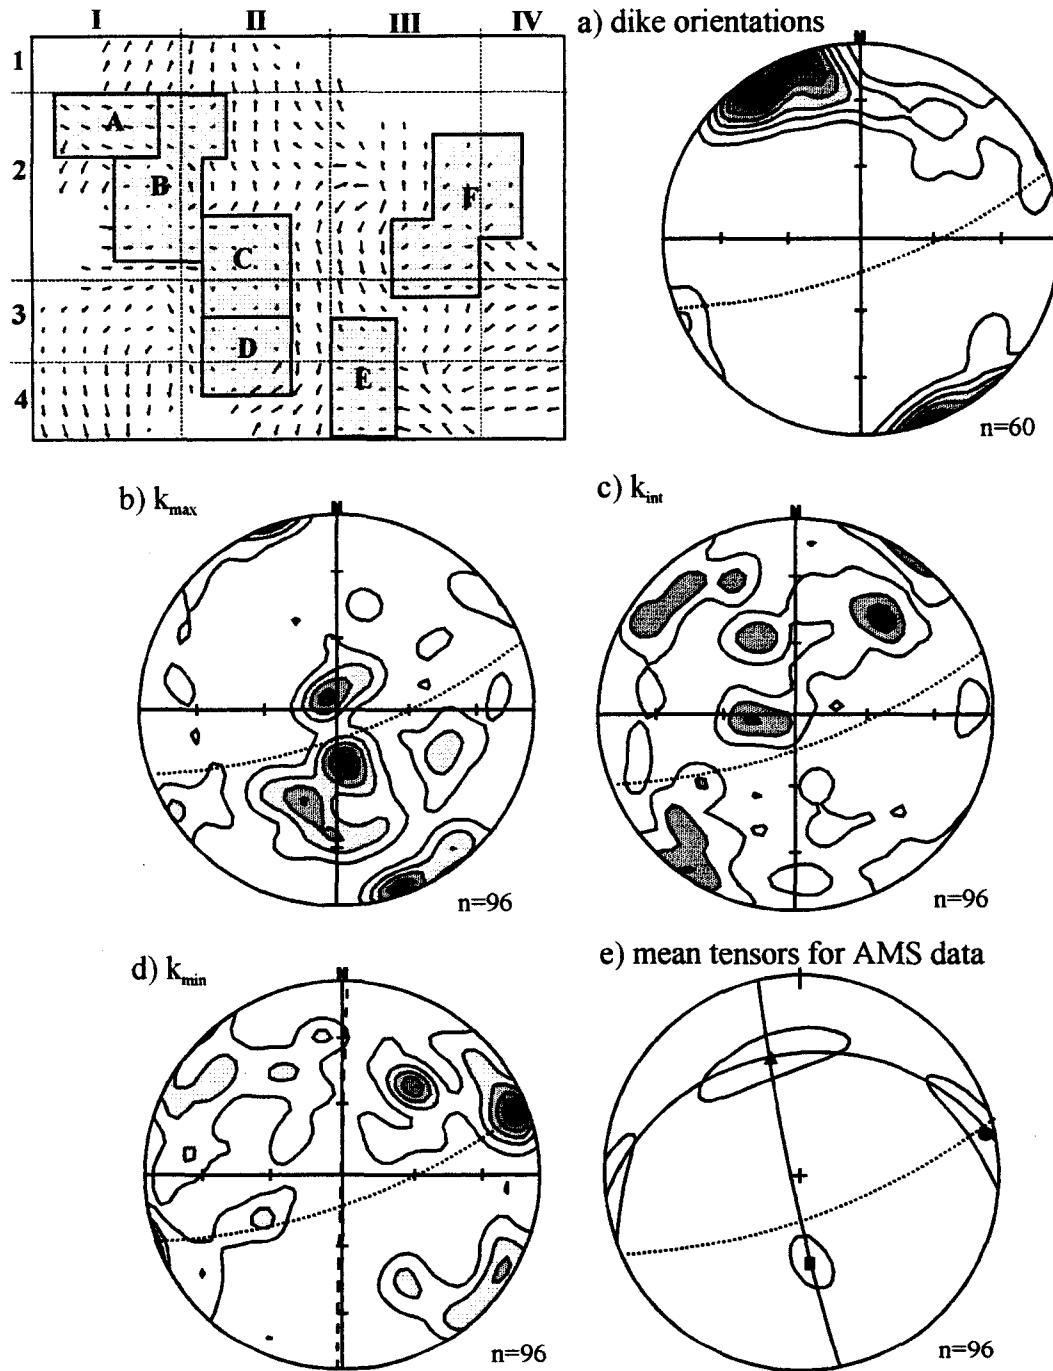 I II III IV
1
2
3
4
A
B
C
D
E
F
a) dike orientations
N
n=60
b) kmax
N
n=96
c) kint
N
n=96
d) kmin
N
n=96
e) mean tensors for AMS data
n=96